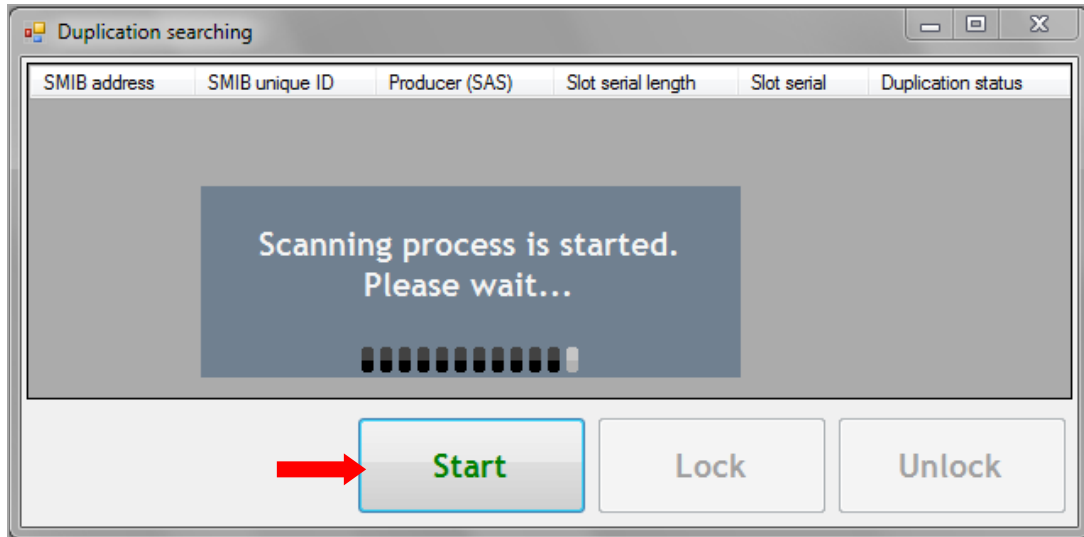 Duplication searching
SMIB address SMIB unique ID Producer (SAS) Slot serial length Slot serial Duplication status
Scanning process is started.
Please wait...
Start Lock Unlock